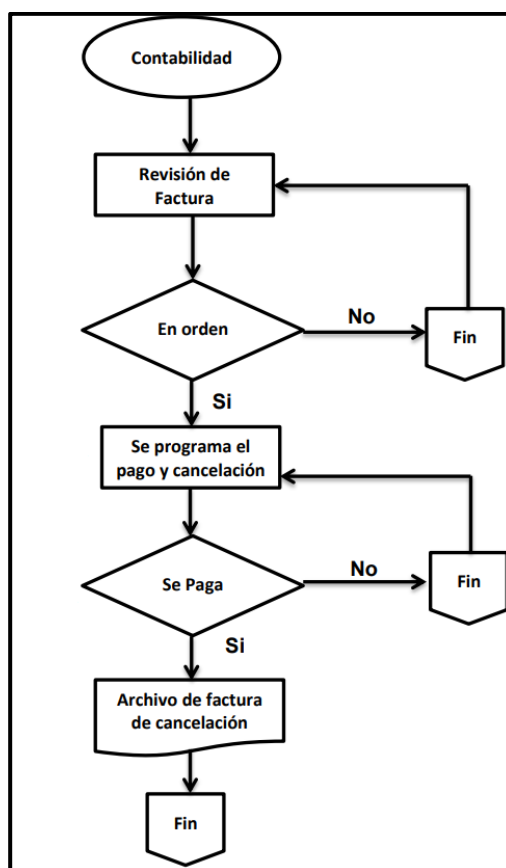 Contabilidad
Revisión de
Factura
En orden
No
Fin
Si
Se programa el
pago y cancelación
Se Paga
No
Fin
Si
Archivo de factura
de cancelación
Fin